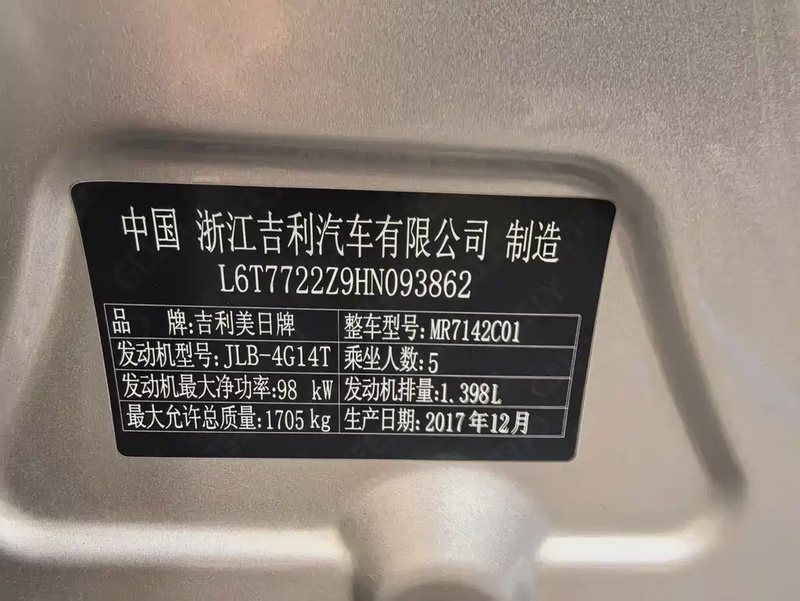 中国 浙江吉利汽车有限公司 制造
L6T7722Z9HN093862
品 牌:吉利美日牌 整车型号:MR7142C01
发动机型号:JLB-4G14T 乘坐人数:5
发动机最大净功率:98 kW 发动机排量:1.398L
最大允许总质量:1705 kg 生产日期:2017年12月